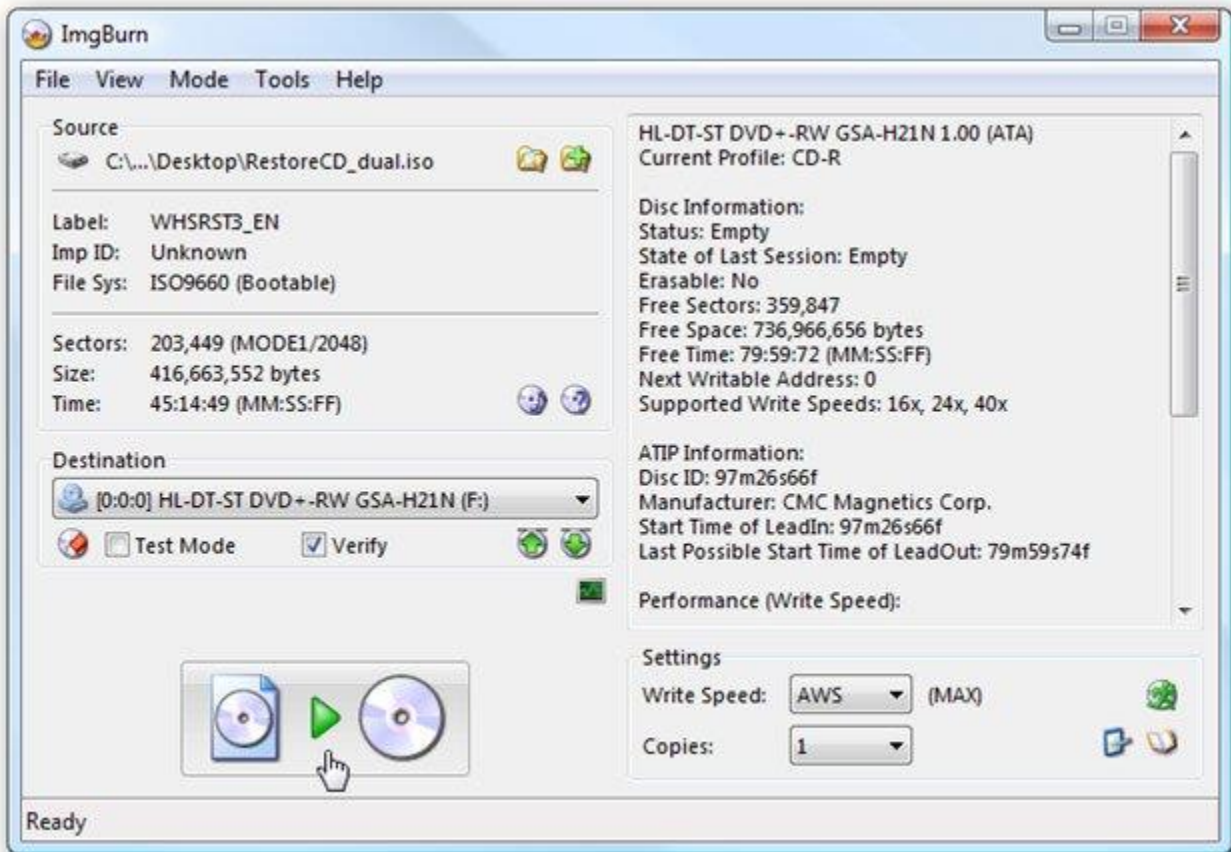 ImgBurn
File View Mode Tools Help
Source
C:\...\Desktop\RestoreCD_dual.iso
Label: WHSRST3_EN
Imp ID: Unknown
File Sys: ISO9660 (Bootable)
Sectors: 203,449 (MODE1/2048)
Size: 416,663,552 bytes
Time: 45:14:49 (MM:SS:FF)
Destination
[0:0:0] HL-DT-ST DVD+-RW GSA-H21N (F:)
Test Mode Verify
HL-DT-ST DVD+-RW GSA-H21N 1.00 (ATA)
Current Profile: CD-R
Disc Information:
Status: Empty
State of Last Session: Empty
Erasable: No
Free Sectors: 359,847
Free Space: 736,966,656 bytes
Free Time: 79:59:72 (MM:SS:FF)
Next Writable Address: 0
Supported Write Speeds: 16x, 24x, 40x
ATIP Information:
Disc ID: 97m26s66f
Manufacturer: CMC Magnetics Corp.
Start Time of LeadIn: 97m26s66f
Last Possible Start Time of LeadOut: 79m59s74f
Performance (Write Speed):
Settings
Write Speed: AWS (MAX)
Copies: 1
Ready